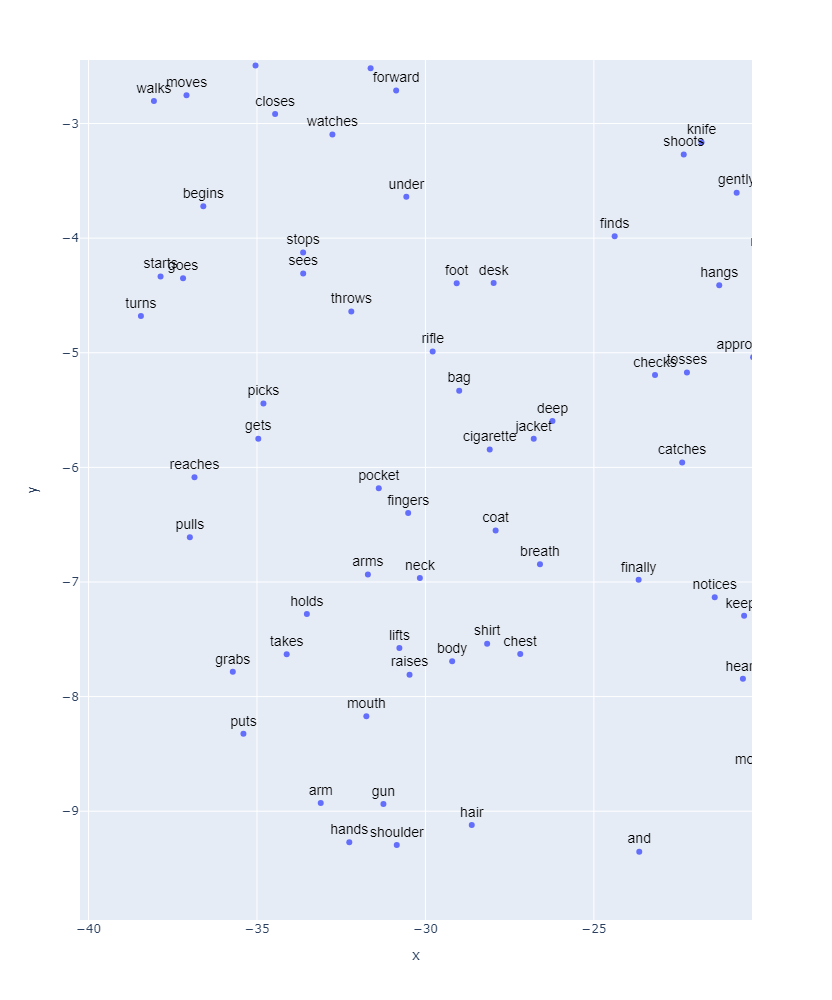 forward
moves
walks
closes
watches
−3
knife
shoots
gently
under
begins
finds
−4
stops
sees
starts
goes
foot
desk
hangs
turns
throws
rifle
appro
−5
checks
tosses
bag
picks
deep
jacket
gets
cigarette
catches
−6
reaches
pocket
fingers
coat
pulls
breath
arms
neck
finally
−7
notices
holds
keep
shirt
lifts
takes
chest
body
grabs
raises
hear
−8
mouth
puts
mo
arm
gun
−9
hair
hands
shoulder
and
−40
−35
−30
−25
x
y